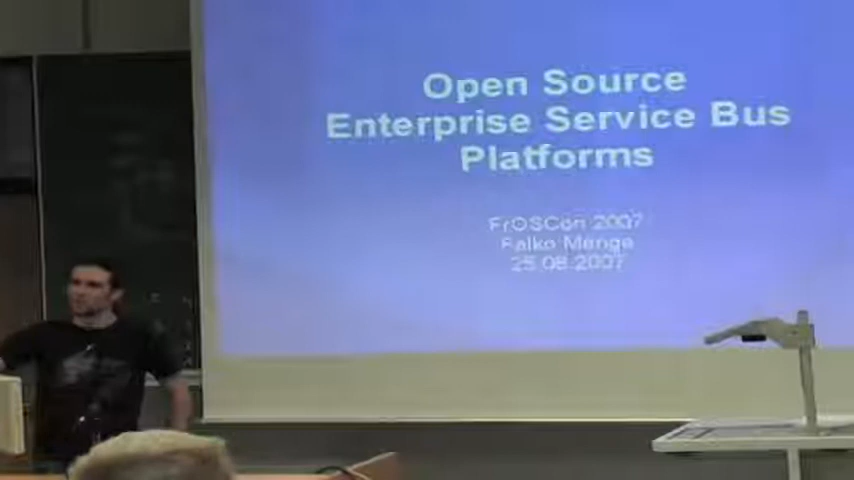 Open Source
Enterprise Service Bus
Platforms
FrOSCon 2007
Falko Menge
25.08.2007